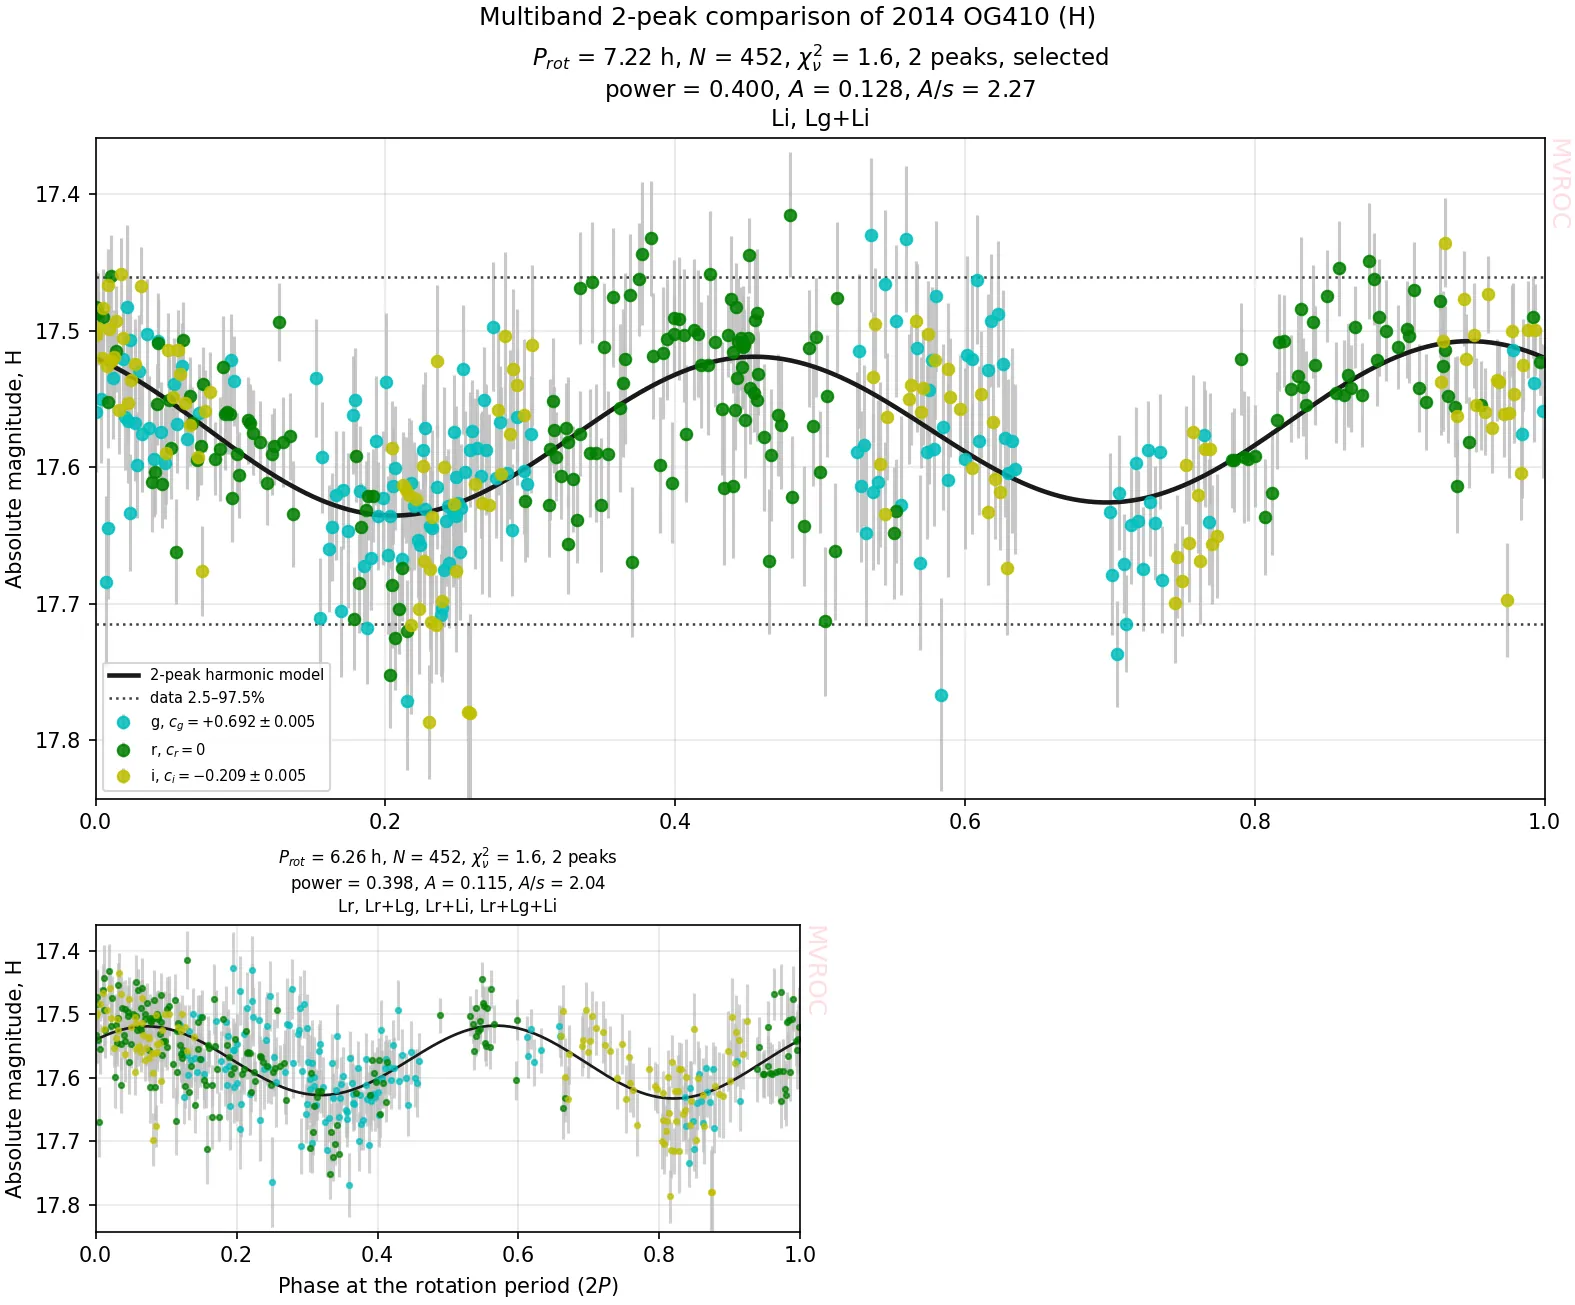 Multiband 2-peak comparison of 2014 OG410 (H)
P_rot = 7.22 h, N = 452, χ²_ν = 1.6, 2 peaks, selected
power = 0.400, A = 0.128, A/s = 2.27
Li, Lg+Li
MVROC
Absolute magnitude, H
17.4
17.5
17.6
17.7
17.8
2-peak harmonic model
data 2.5–97.5%
g, c_g = +0.692 ± 0.005
r, c_r = 0
i, c_i = −0.209 ± 0.005
0.0 0.2 0.4 0.6 0.8 1.0
P_rot = 6.26 h, N = 452, χ²_ν = 1.6, 2 peaks
power = 0.398, A = 0.115, A/s = 2.04
Lr, Lr+Lg, Lr+Li, Lr+Lg+Li
MVROC
Absolute magnitude, H
17.4
17.5
17.6
17.7
17.8
0.0 0.2 0.4 0.6 0.8 1.0
Phase at the rotation period (2P)